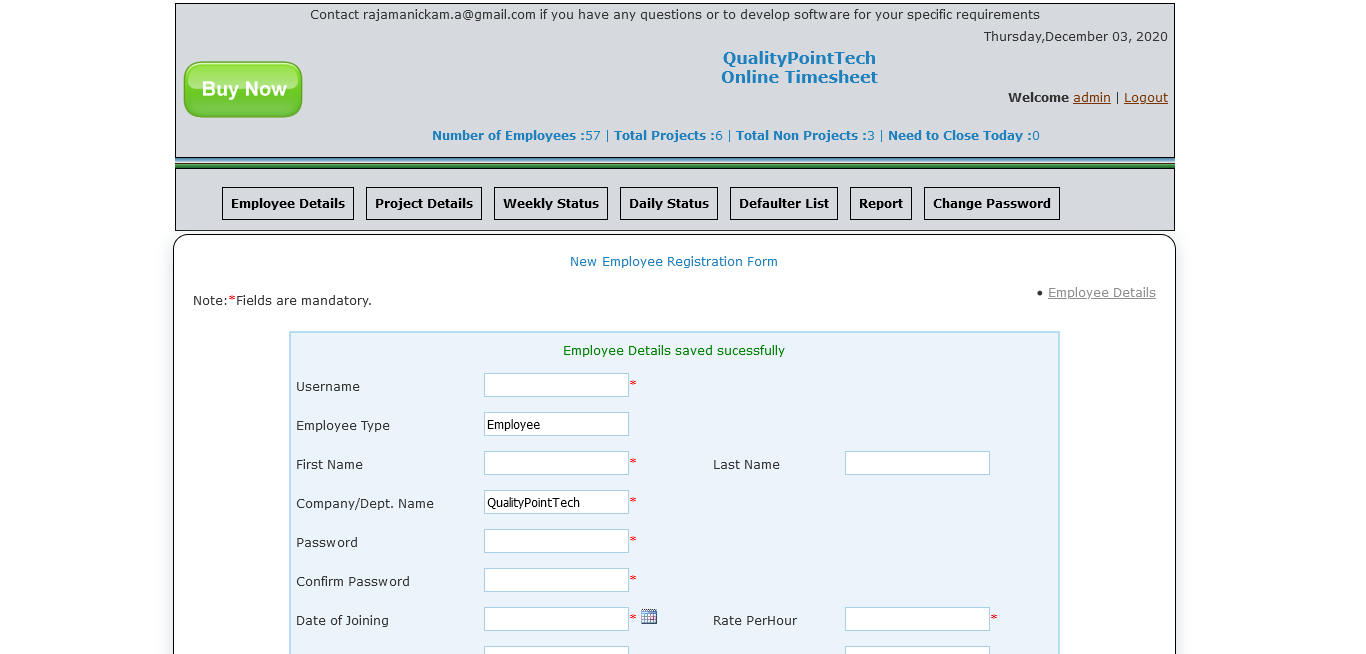 Contact rajamanickam.a@gmail.com if you have any questions or to develop software for your specific requirements
Thursday,December 03, 2020
QualityPointTech
Online Timesheet
Buy Now
Welcome admin | Logout
Number of Employees :57 | Total Projects :6 | Total Non Projects :3 | Need to Close Today :0
Employee Details Project Details Weekly Status Daily Status Defaulter List Report Change Password
New Employee Registration Form
• Employee Details
Note:*Fields are mandatory.
Employee Details saved sucessfully
Username *
Employee Type Employee
First Name * Last Name
Company/Dept. Name QualityPointTech *
Password *
Confirm Password *
Date of Joining * Rate PerHour *